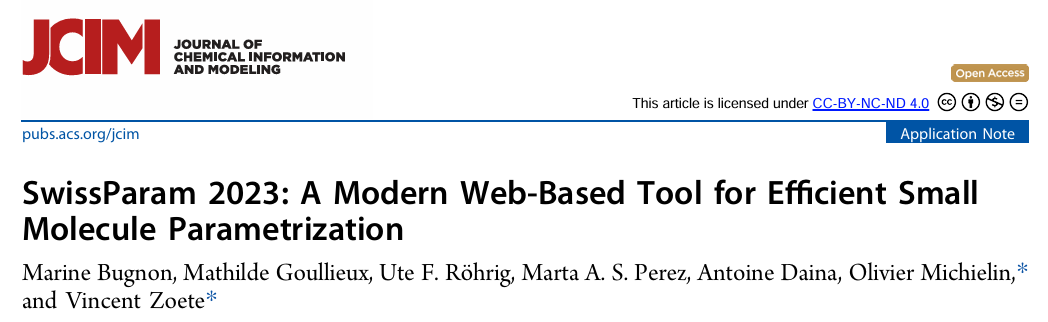 JCIM
JOURNAL OF
CHEMICAL INFORMATION
AND MODELING
Open Access
This article is licensed under CC-BY-NC-ND 4.0
pubs.acs.org/jcim
Application Note
SwissParam 2023: A Modern Web-Based Tool for Efficient Small
Molecule Parametrization
Marine Bugnon, Mathilde Goullieux, Ute F. Röhrig, Marta A. S. Perez, Antoine Daina, Olivier Michielin,*
and Vincent Zoete*